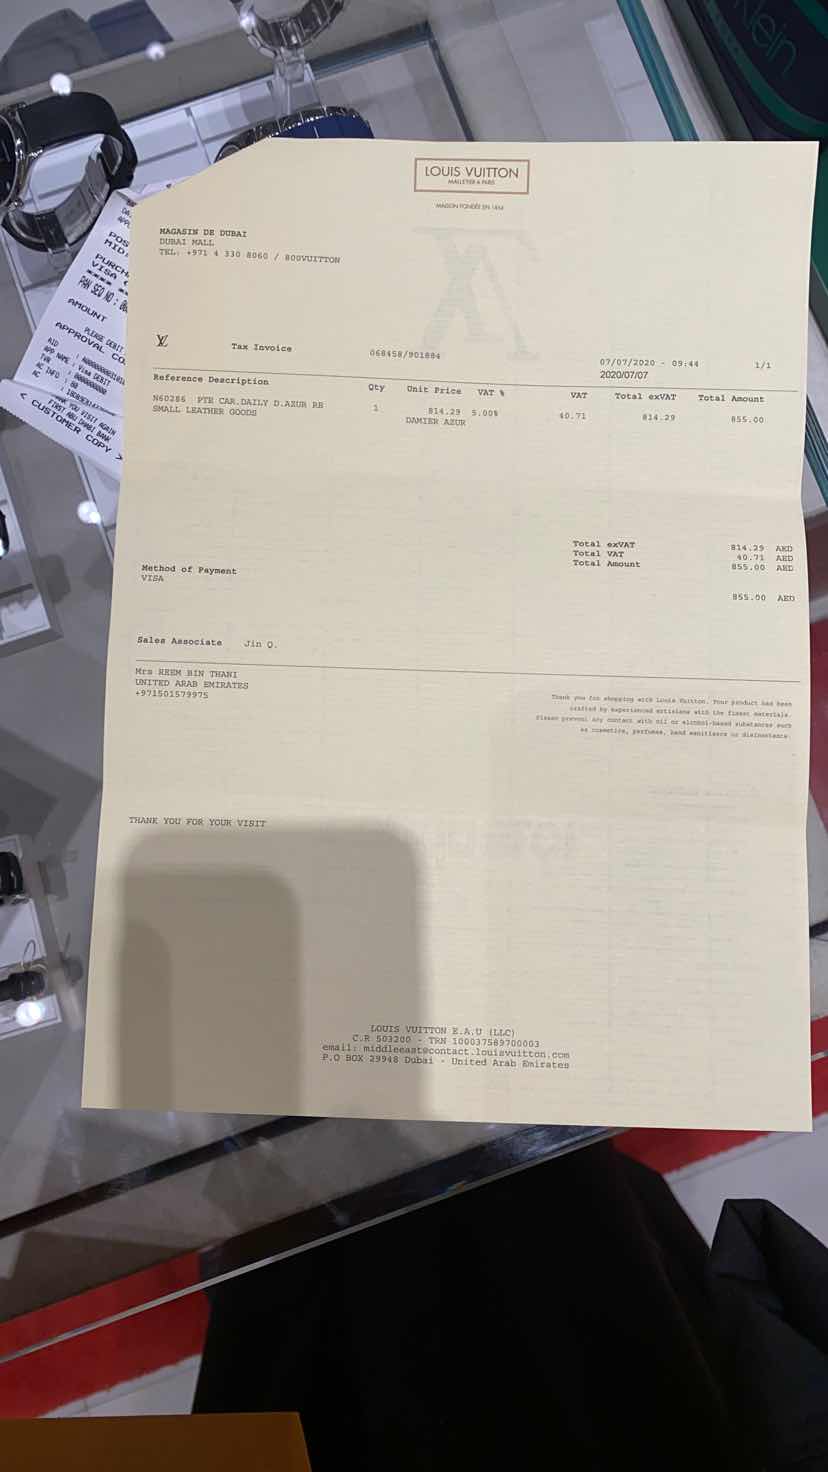 Klein
LOUIS VUITTON
MALLETIER À PARIS
MAISON FONDÉE EN 1854
MAGASIN DE DUBAI
DUBAI MALL
TEL: +971 4 330 8060 / 800VUITTON
LV
Tax Invoice 068458/901884 07/07/2020 - 09:44 1/1
2020/07/07
Reference Description Qty Unit Price VAT % VAT Total exVAT Total Amount
N60286 PTE CAR.DAILY D.AZUR RB 1 814.29 5.00% 40.71 814.29 855.00
SMALL LEATHER GOODS DAMIER AZUR
Total exVAT 814.29 AED
Total VAT 40.71 AED
Total Amount 855.00 AED
Method of Payment
VISA
855.00 AED
Sales Associate Jin Q.
Mrs REEM BIN THANI
UNITED ARAB EMIRATES
+971501579975
Thank you for shopping with Louis Vuitton. Your product has been
crafted by experienced artisians with the finest materials.
Please prevent any contact with oil or alcohol-based substances such
as cosmetics, perfumes, hand sanitizers or disinectants.
THANK YOU FOR YOUR VISIT
LOUIS VUITTON E.A.U (LLC)
C.R 503200 - TRN 100037589700003
email: middleeast@contact.louisvuitton.com
P.O BOX 29948 Dubai - United Arab Emirates
POS
MID:
PURCH
VISA
PAN SEQ NO :
AMOUNT
PLEASE DEBIT
APPROVAL CO
AID
APP NAME : Visa DEBIT
TVR : 0000000000
AC INFO : 80
AC
THANK YOU VISIT AGAIN
FIRST ABU DHABI BANK
< CUSTOMER COPY >